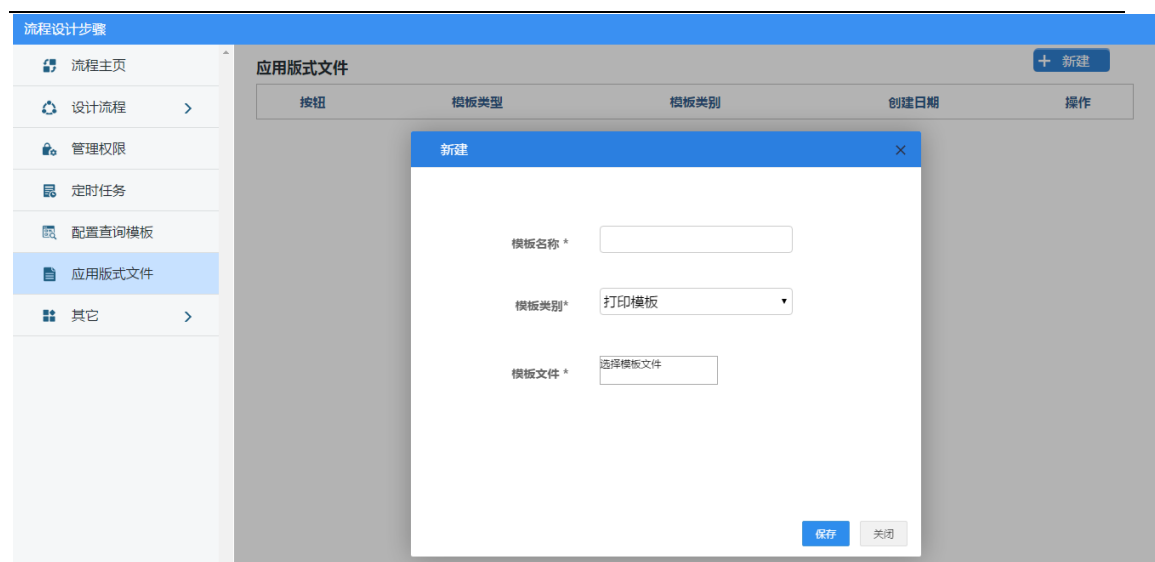 流程设计步骤
流程主页
设计流程
管理权限
定时任务
配置查询模板
应用版式文件
其它
应用版式文件
+ 新建
按钮 模板类型 模板类别 创建日期 操作
新建 ×
模板名称 *
模板类别* 打印模板
模板文件 * 选择模板文件
保存 关闭